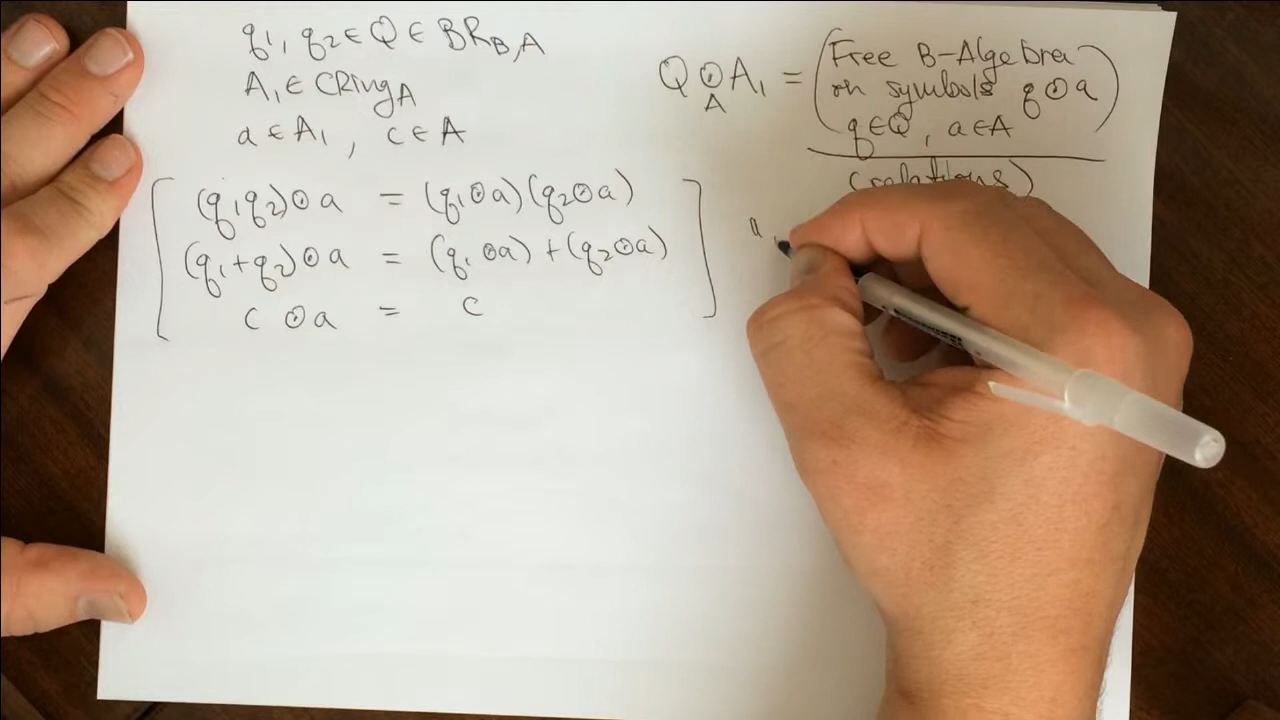 q₁, q₂ ∈ Q ∈ BR_{B,A}
A₁ ∈ CRing_A
a ∈ A₁ , c ∈ A
(q₁q₂)⊙a = (q₁⊙a)(q₂⊙a)
(q₁+q₂)⊙a = (q₁⊙a)+(q₂⊙a)
c⊙a = c
Q ⊙_A A₁ = (Free B-Algebra
on symbols q⊙a
q∈Q, a∈A)
(relations)
a